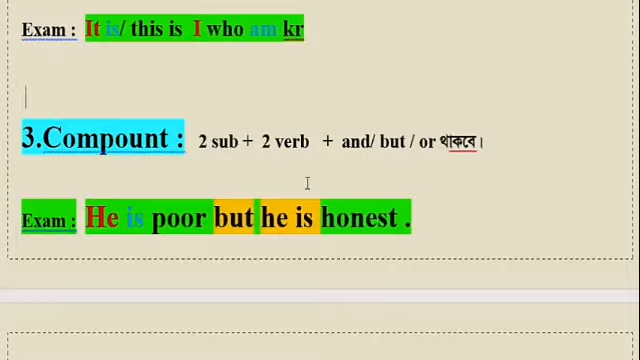 Exam : It is/ this is I who am kr
3.Compount : 2 sub + 2 verb + and/ but / or থাকবে।
Exam : He is poor but he is honest .